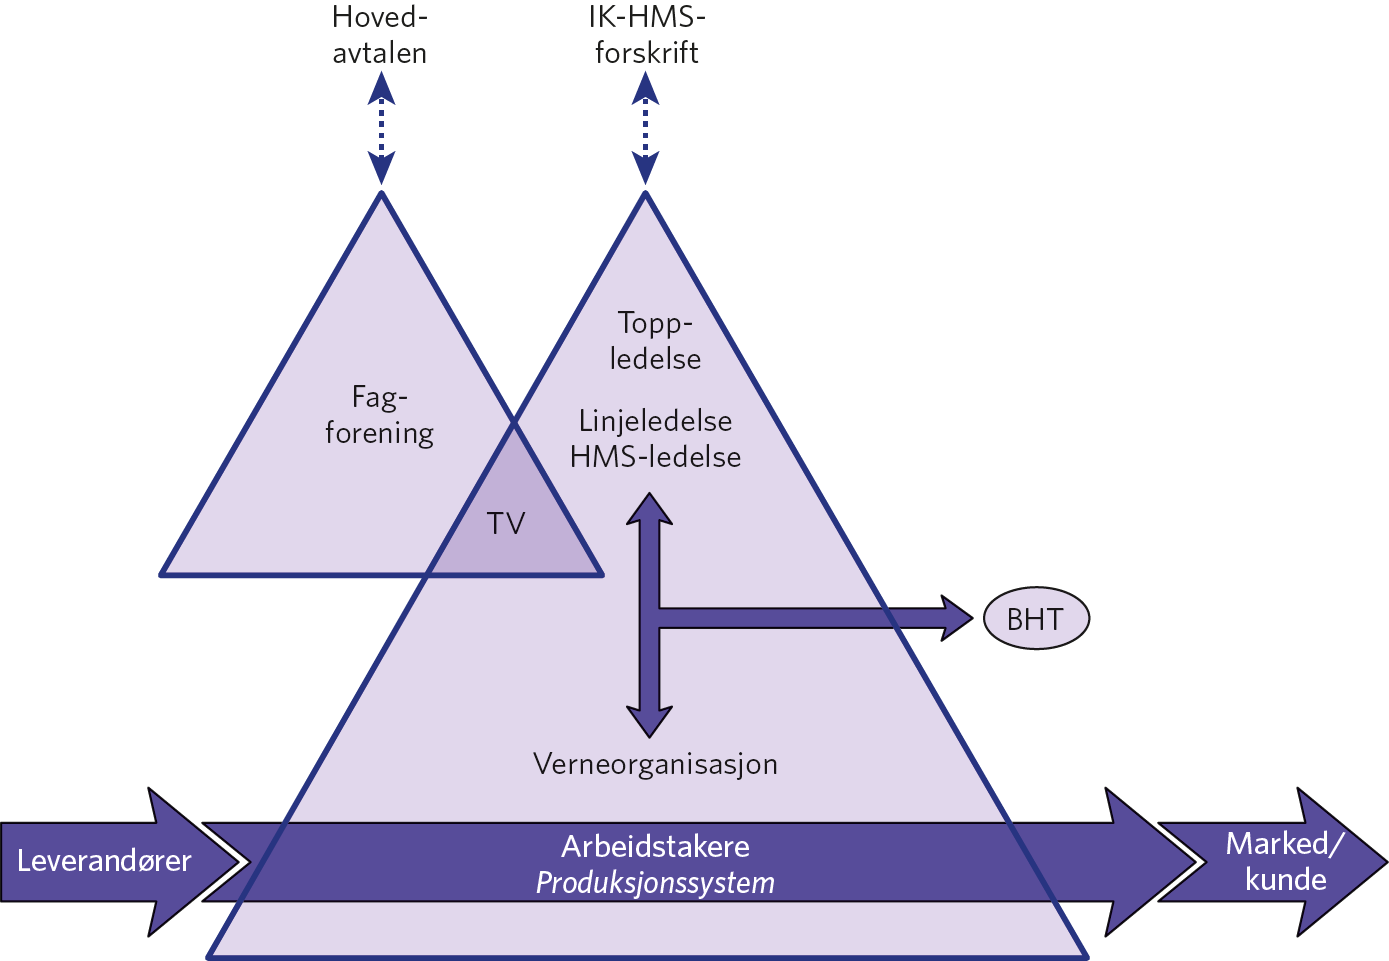 Hoved-
avtalen
IK-HMS-
forskrift
Topp-
ledelse
Fag-
forening
Linjeledelse
HMS-ledelse
TV
BHT
Verneorganisasjon
Leverandører
Arbeidstakere
Produksjonssystem
Marked/
kunde